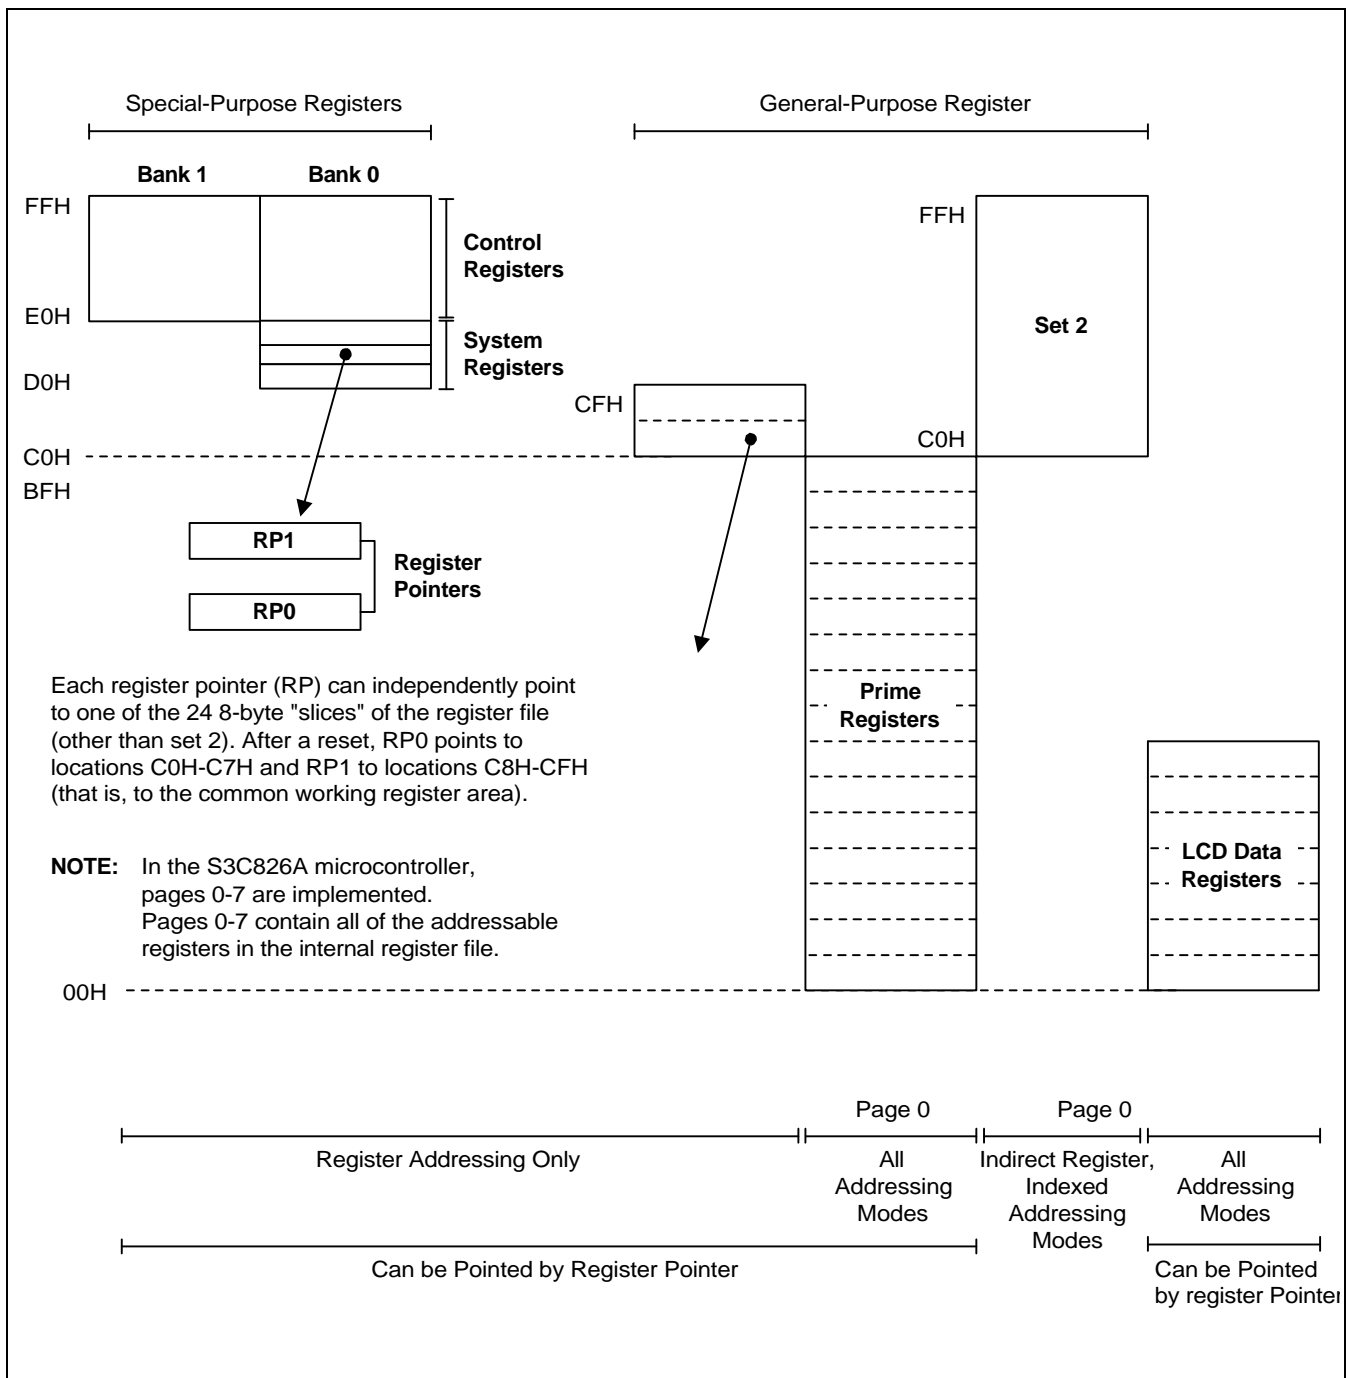 Special-Purpose Registers
General-Purpose Register
Bank 1
Bank 0
FFH
Control
Registers
E0H
System
Registers
D0H
C0H
BFH
FFH
Set 2
CFH
C0H
RP1
RP0
Register
Pointers
Each register pointer (RP) can independently point
to one of the 24 8-byte "slices" of the register file
(other than set 2). After a reset, RP0 points to
locations C0H-C7H and RP1 to locations C8H-CFH
(that is, to the common working register area).
NOTE: In the S3C826A microcontroller,
pages 0-7 are implemented.
Pages 0-7 contain all of the addressable
registers in the internal register file.
Prime
Registers
LCD Data
Registers
00H
Page 0
Page 0
Register Addressing Only
All
Addressing
Modes
Indirect Register,
Indexed
Addressing
Modes
All
Addressing
Modes
Can be Pointed by Register Pointer
Can be Pointed
by register Pointer